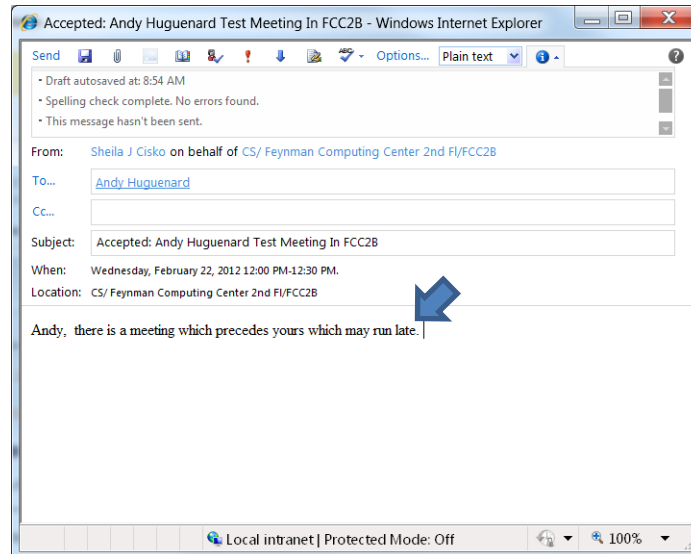 Accepted: Andy Huguenard Test Meeting In FCC2B - Windows Internet Explorer
Send ABC Options... Plain text
• Draft autosaved at: 8:54 AM
• Spelling check complete. No errors found.
• This message hasn't been sent.
From: Sheila J Cisko on behalf of CS/ Feynman Computing Center 2nd Fl/FCC2B
To... Andy Huguenard
Cc...
Subject: Accepted: Andy Huguenard Test Meeting In FCC2B
When: Wednesday, February 22, 2012 12:00 PM-12:30 PM.
Location: CS/ Feynman Computing Center 2nd Fl/FCC2B
Andy,  there is a meeting which precedes yours which may run late.
Local intranet | Protected Mode: Off 100%